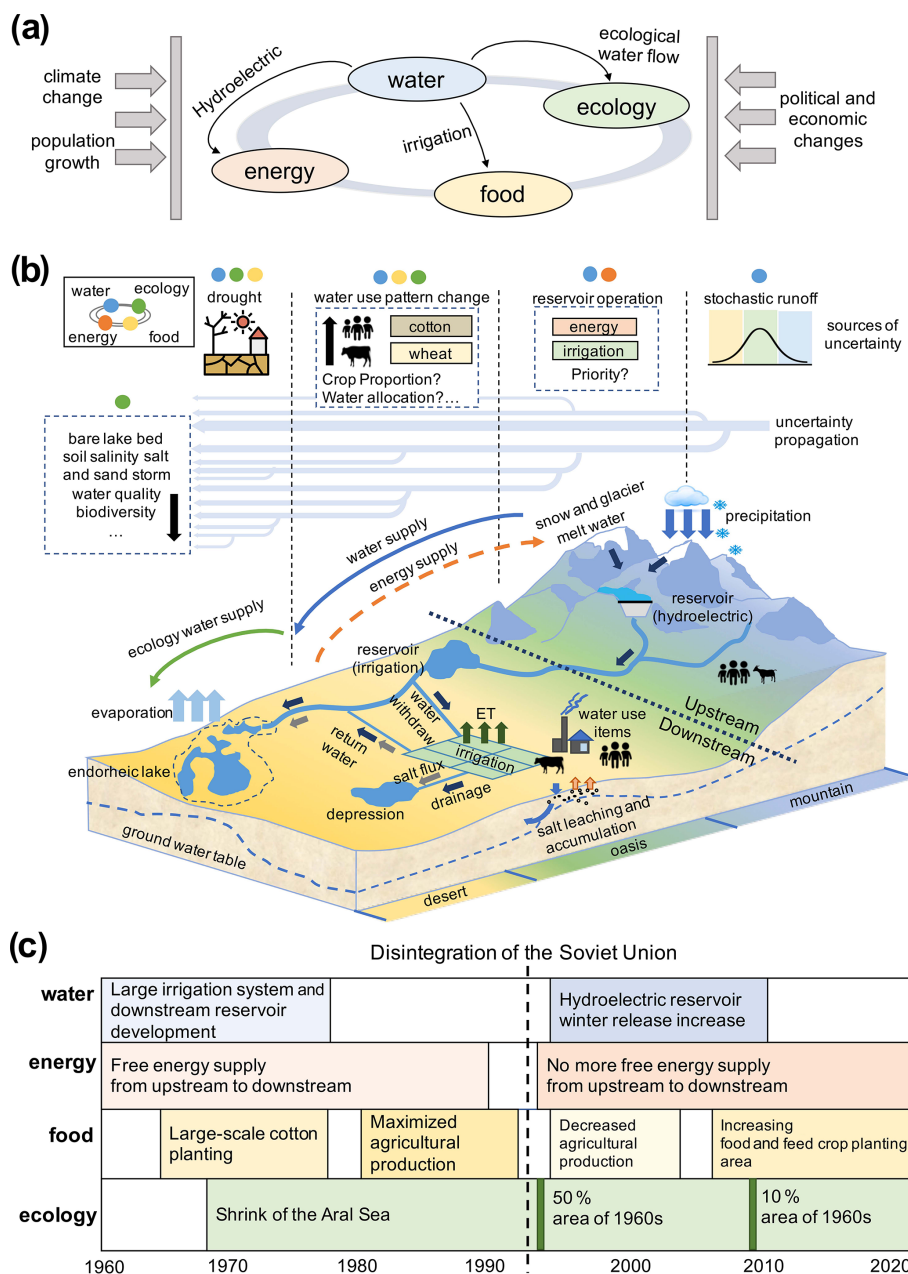 (a)
climate
change
population
growth
Hydroelectric
water
ecological
water flow
ecology
irrigation
energy
food
political and
economic
changes
(b)
water
ecology
energy
food
drought
water use pattern change
cotton
wheat
Crop Proportion?
Water allocation?...
reservoir operation
energy
irrigation
Priority?
stochastic runoff
sources of
uncertainty
uncertainty
propagation
bare lake bed
soil salinity salt
and sand storm
water quality
biodiversity
...
water supply
energy supply
snow and glacier
melt water
precipitation
ecology water supply
reservoir
(hydroelectric)
reservoir
(irrigation)
evaporation
water
withdraw
ET
water use
items
Upstream
Downstream
return
water
irrigation
endorheic lake
salt flux
drainage
depression
salt leaching and
accumulation
ground water table
mountain
oasis
desert
(c)
Disintegration of the Soviet Union
water
Large irrigation system and
downstream reservoir
development
Hydroelectric reservoir
winter release increase
energy
Free energy supply
from upstream to downstream
No more free energy supply
from upstream to downstream
food
Large-scale cotton
planting
Maximized
agricultural
production
Decreased
agricultural
production
Increasing
food and feed crop planting
area
ecology
Shrink of the Aral Sea
50 %
area of 1960s
10 %
area of 1960s
1960 1970 1980 1990 2000 2010 2020